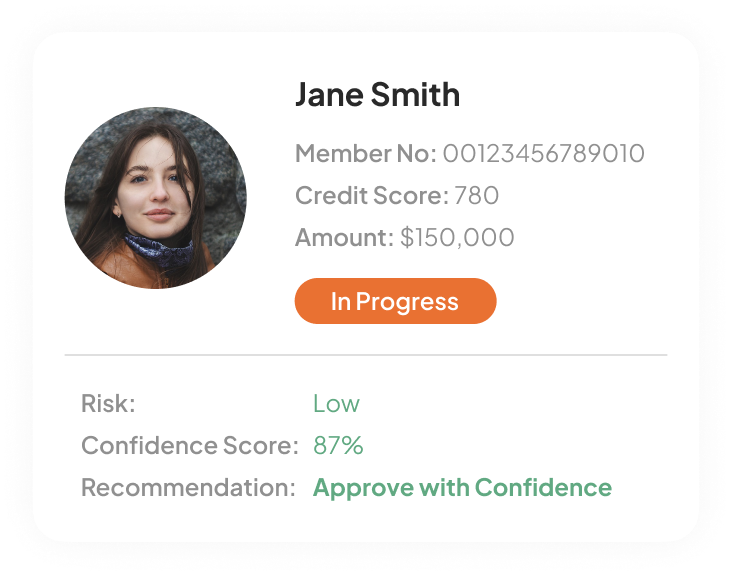 Jane Smith
Member No: 00123456789010
Credit Score: 780
Amount: $150,000
In Progress
Risk: Low
Confidence Score: 87%
Recommendation: Approve with Confidence